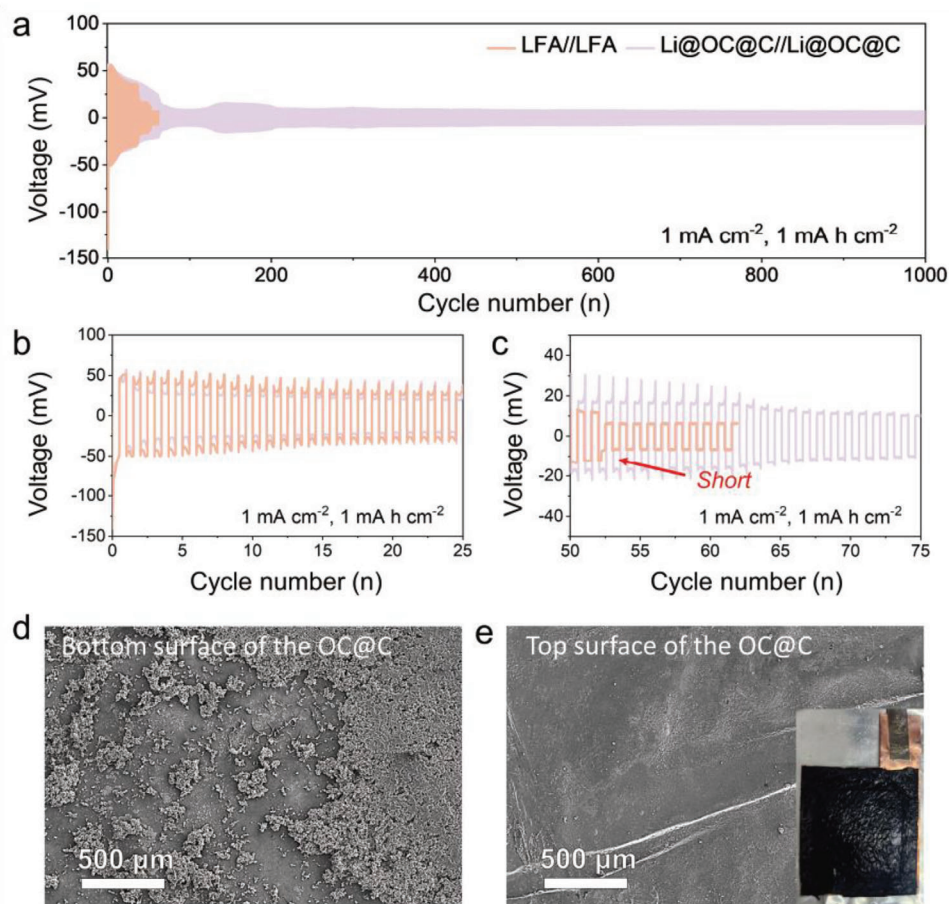 a
100
50
0
-50
-100
-150
Voltage (mV)
LFA//LFA
Li@OC@C//Li@OC@C
1 mA cm-2, 1 mA h cm-2
0 200 400 600 800 1000
Cycle number (n)
b
100
50
0
-50
-100
-150
Voltage (mV)
1 mA cm-2, 1 mA h cm-2
0 5 10 15 20 25
Cycle number (n)
c
40
20
0
-20
-40
Voltage (mV)
Short
1 mA cm-2, 1 mA h cm-2
50 55 60 65 70 75
Cycle number (n)
d
Bottom surface of the OC@C
500 µm
e
Top surface of the OC@C
500 µm